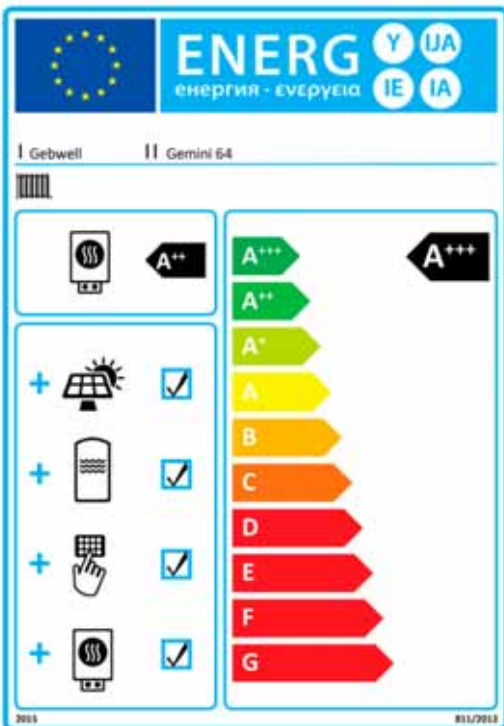 ENERG Y IJA
енергия · ενεργεια IE IA
I Gebwell II Gemini 64
A++
A+++
A+++
A++
A+
A
B
C
D
E
F
G
2015 811/2013